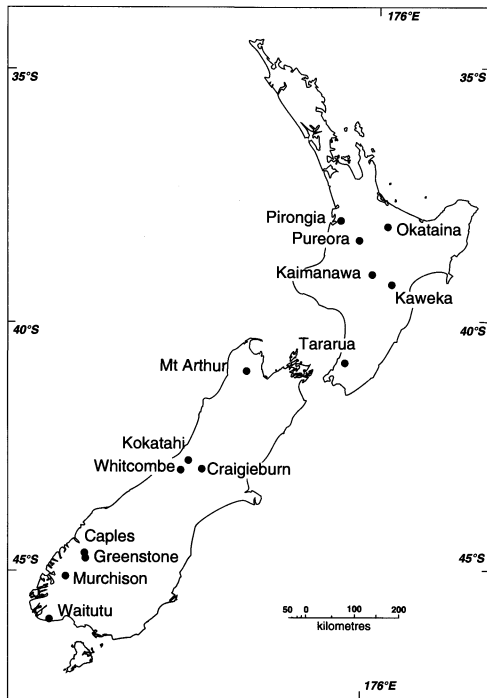 176°E
35°S
35°S
Pirongia
Okataina
Pureora
Kaimanawa
Kaweka
40°S
40°S
Tararua
Mt Arthur
Kokatahi
Whitcombe
Craigieburn
Caples
Greenstone
45°S
45°S
Murchison
Waitutu
50 0 100 200
kilometres
176°E